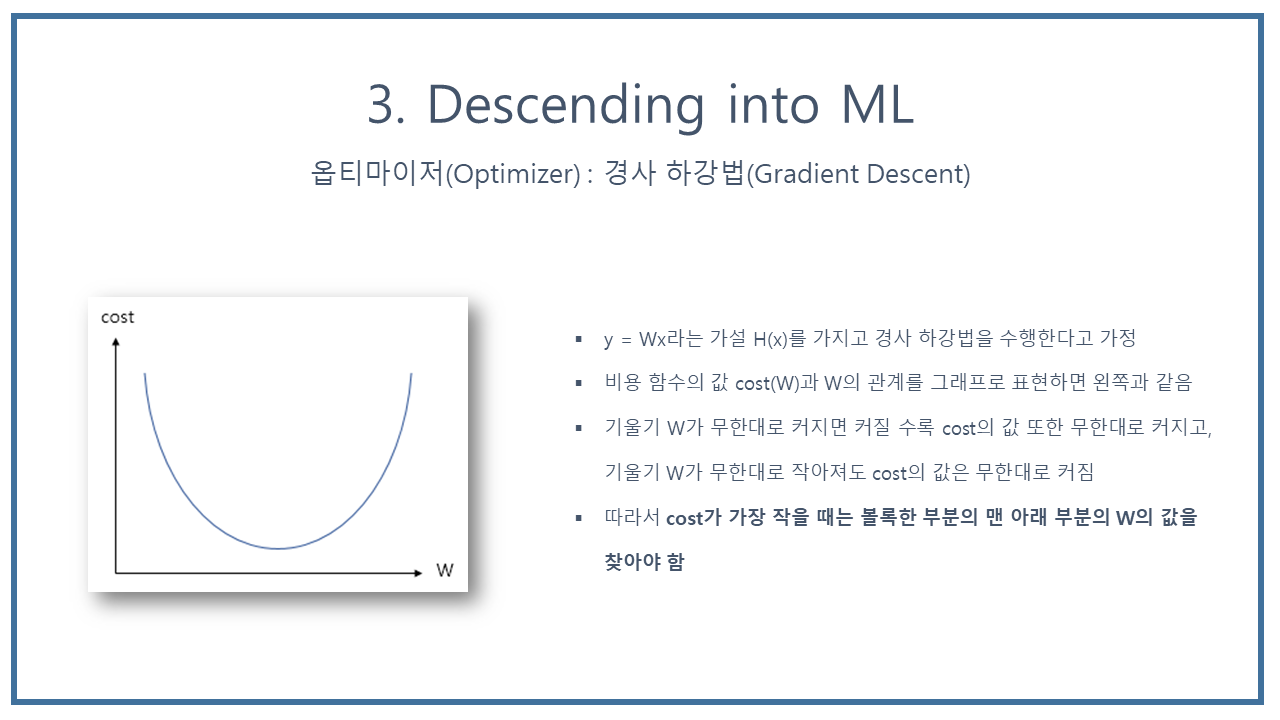 3. Descending into ML
옵티마이저(Optimizer) : 경사 하강법(Gradient Descent)
cost
W
▪ y = Wx라는 가설 H(x)를 가지고 경사 하강법을 수행한다고 가정
▪ 비용 함수의 값 cost(W)과 W의 관계를 그래프로 표현하면 왼쪽과 같음
▪ 기울기 W가 무한대로 커지면 커질 수록 cost의 값 또한 무한대로 커지고,
기울기 W가 무한대로 작아져도 cost의 값은 무한대로 커짐
▪ 따라서 cost가 가장 작을 때는 볼록한 부분의 맨 아래 부분의 W의 값을
찾아야 함